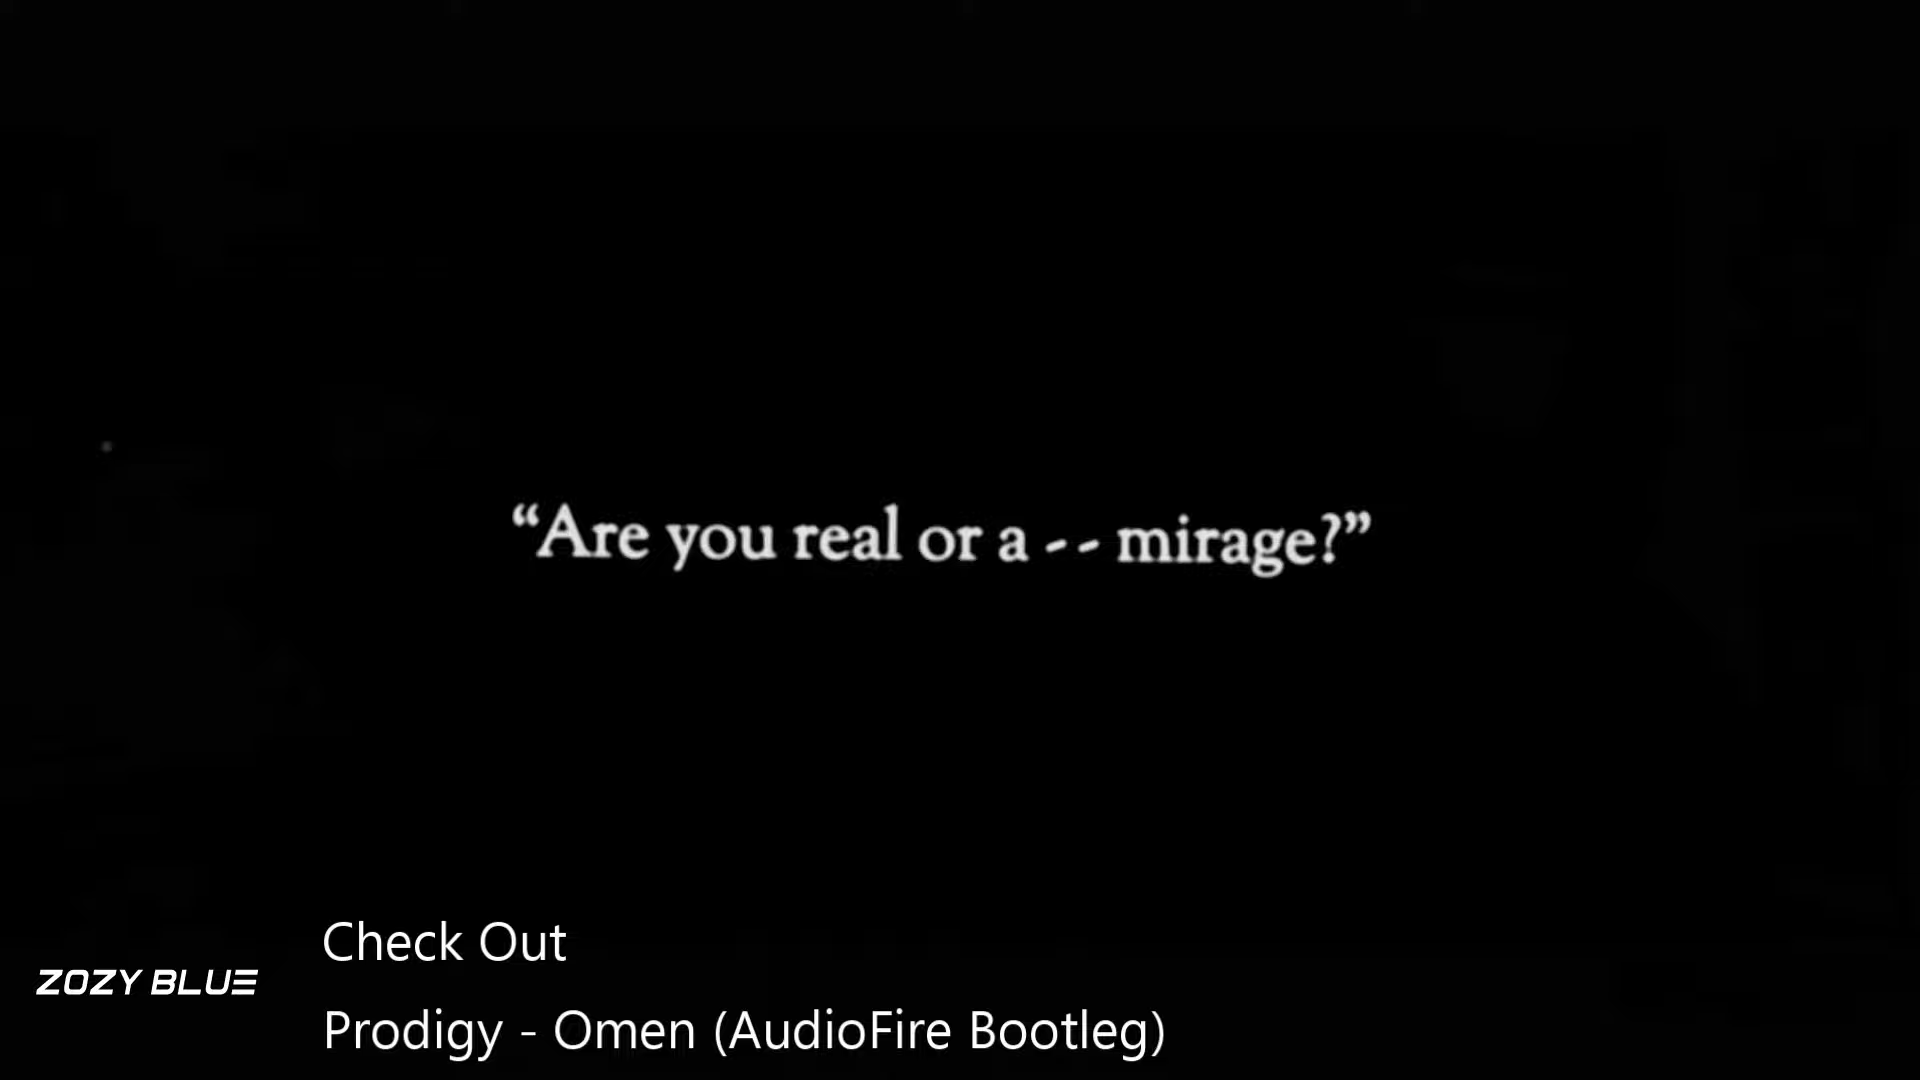 “Are you real or a -- mirage?”
Check Out
ZOZY BLUE
Prodigy - Omen (AudioFire Bootleg)